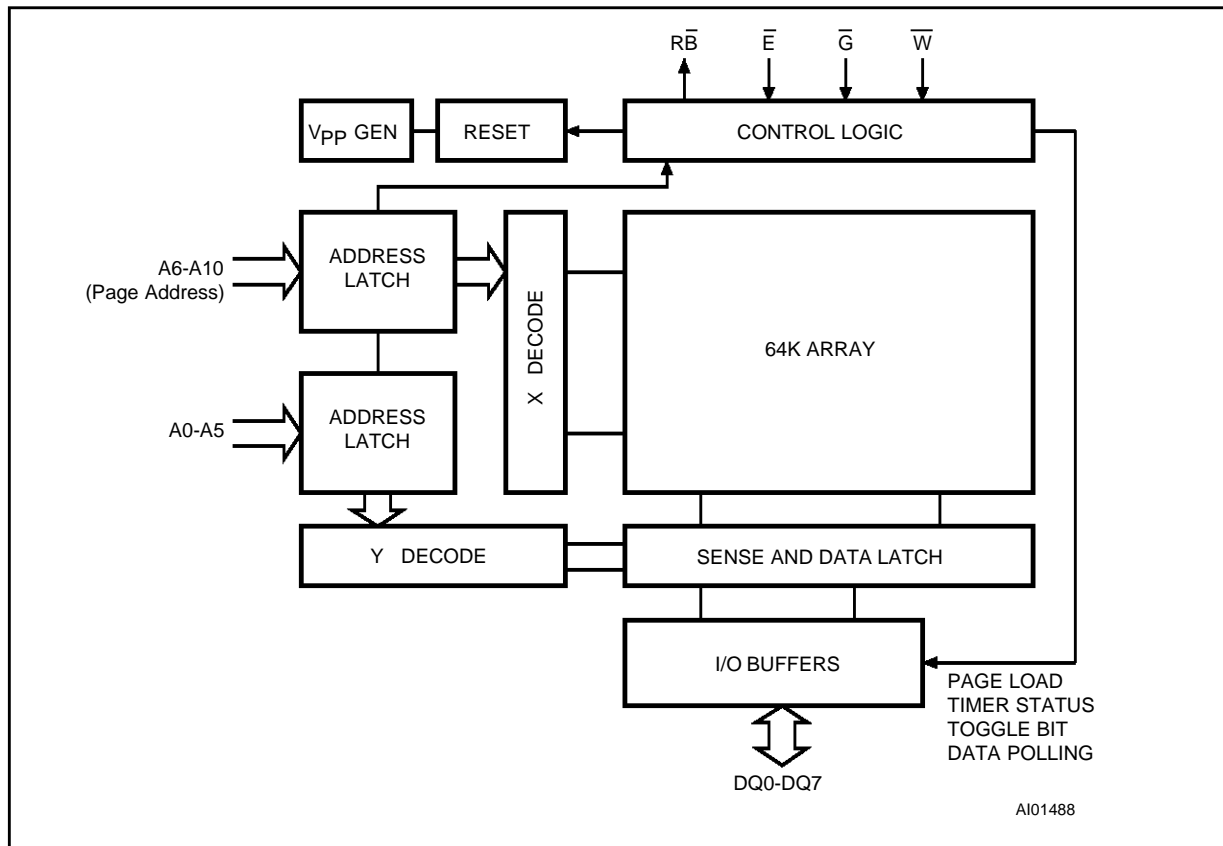 RB̅ E̅ G̅ W̅
VPP GEN
RESET
CONTROL LOGIC
A6-A10
(Page Address)
ADDRESS
LATCH
X DECODE
64K ARRAY
A0-A5
ADDRESS
LATCH
Y DECODE
SENSE AND DATA LATCH
I/O BUFFERS
PAGE LOAD
TIMER STATUS
TOGGLE BIT
DATA POLLING
DQ0-DQ7
AI01488